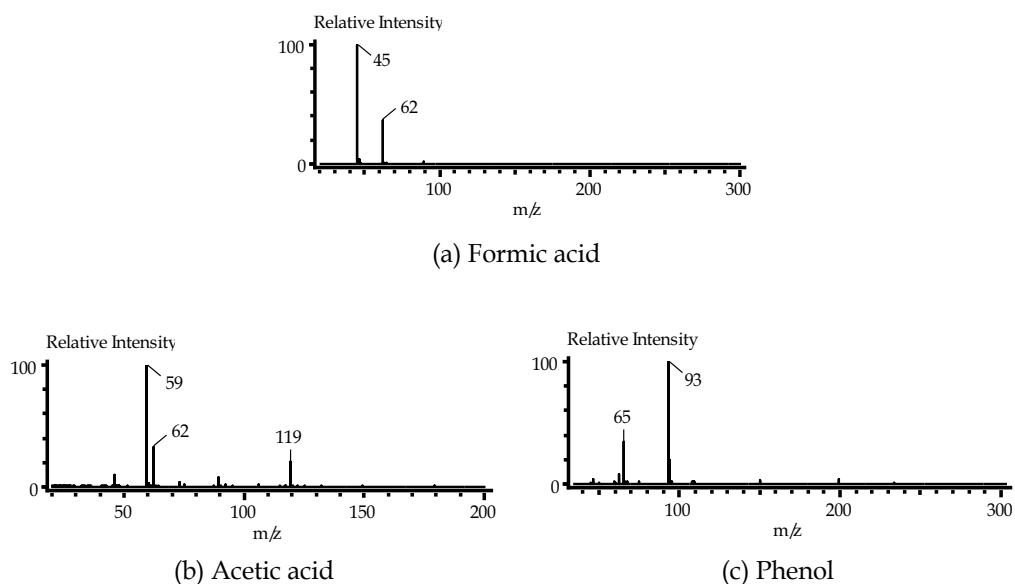 Relative Intensity
100
45
62
0
100
200
300
m/z
(a) Formic acid
Relative Intensity
100
59
62
119
0
50
100
150
200
m/z
(b) Acetic acid
Relative Intensity
100
93
65
0
100
200
300
m/z
(c) Phenol